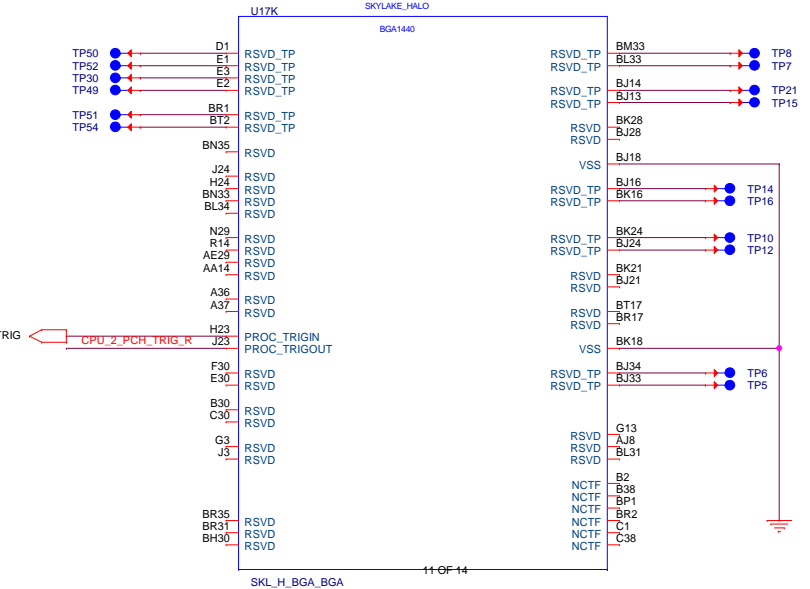 SKYLAKE_HALO
U17K
BGA1440
TP50 D1 RSVD_TP
TP52 E1 RSVD_TP
TP30 E3 RSVD_TP
TP49 E2 RSVD_TP
TP51 BR1 RSVD_TP
TP54 BT2 RSVD_TP
BN35 RSVD
J24 RSVD
H24 RSVD
BN33 RSVD
BL34 RSVD
N29 RSVD
R14 RSVD
AE29 RSVD
AA14 RSVD
A36 RSVD
A37 RSVD
TRIG H23 PROC_TRIGIN
CPU_2_PCH_TRIG_R J23 PROC_TRIGOUT
F30 RSVD
E30 RSVD
B30 RSVD
C30 RSVD
G3 RSVD
J3 RSVD
BR35 RSVD
BR31 RSVD
BH30 RSVD
RSVD_TP BM33 TP8
RSVD_TP BL33 TP7
RSVD_TP BJ14 TP21
RSVD_TP BJ13 TP15
RSVD BK28
RSVD BJ28
VSS BJ18
RSVD_TP BJ16 TP14
RSVD_TP BK16 TP16
RSVD_TP BK24 TP10
RSVD_TP BJ24 TP12
RSVD BK21
RSVD BJ21
RSVD BT17
RSVD BR17
VSS BK18
RSVD_TP BJ34 TP6
RSVD_TP BJ33 TP5
RSVD G13
RSVD AJ8
RSVD BL31
NCTF B2
NCTF B38
NCTF BP1
NCTF BR2
NCTF C1
NCTF C38
11 OF 14
SKL_H_BGA_BGA